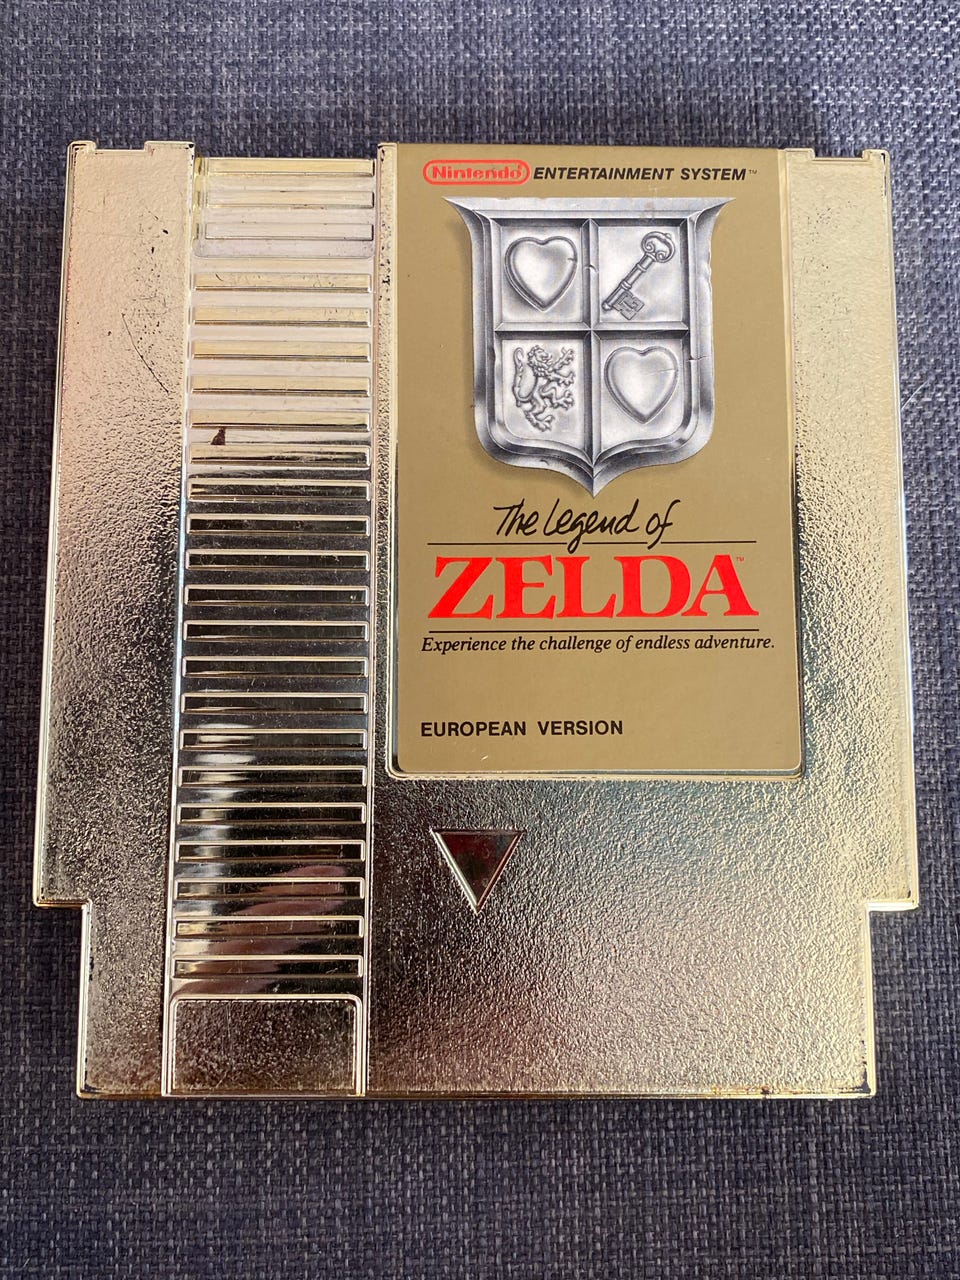 Nintendo ENTERTAINMENT SYSTEM™
The Legend of
ZELDA™
Experience the challenge of endless adventure.
EUROPEAN VERSION